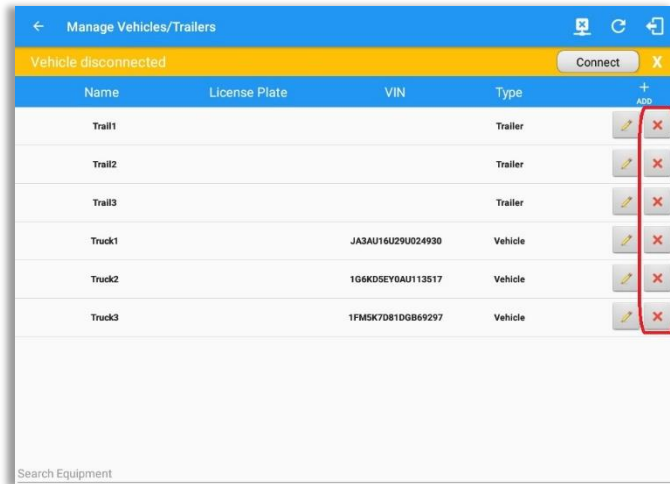 Manage Vehicles/Trailers
Vehicle disconnected Connect X
Name License Plate VIN Type + ADD
Trail1 Trailer
Trail2 Trailer
Trail3 Trailer
Truck1 JA3AU16U29U024930 Vehicle
Truck2 1G6KD5EY0AU113517 Vehicle
Truck3 1FM5K7D81DGB69297 Vehicle
Search Equipment